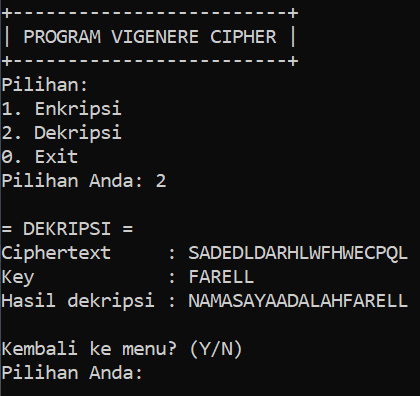 +-------------------------+
| PROGRAM VIGENERE CIPHER |
+-------------------------+
Pilihan:
1. Enkripsi
2. Dekripsi
0. Exit
Pilihan Anda: 2

= DEKRIPSI =
Ciphertext     : SADEDLDARHLWFHWECPQL
Key            : FARELL
Hasil dekripsi : NAMASAYAADALAHFARELL

Kembali ke menu? (Y/N)
Pilihan Anda: